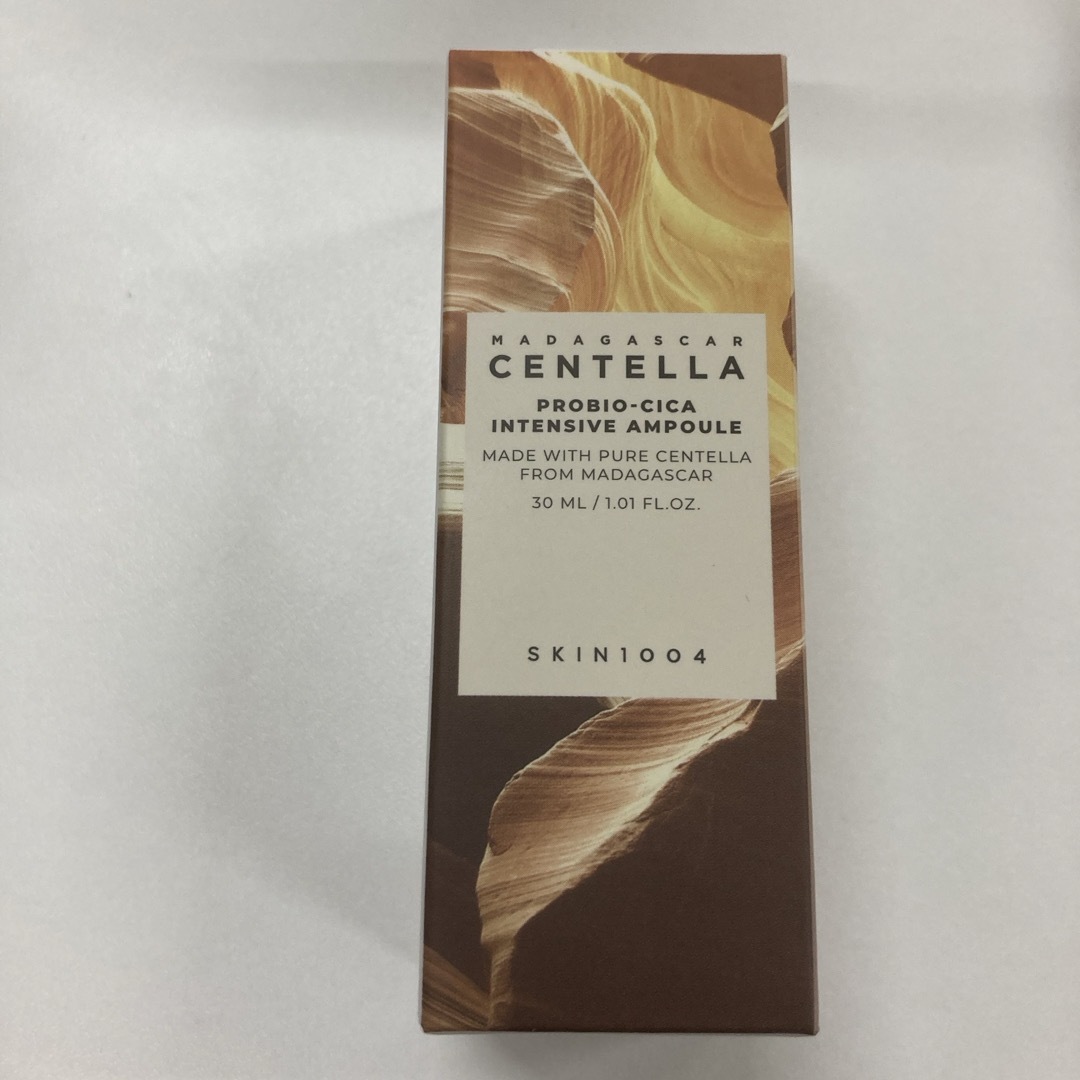 MADAGASCAR
CENTELLA
PROBIO-CICA
INTENSIVE AMPOULE
MADE WITH PURE CENTELLA
FROM MADAGASCAR
30 ML / 1.01 FL.OZ.
SKIN1004